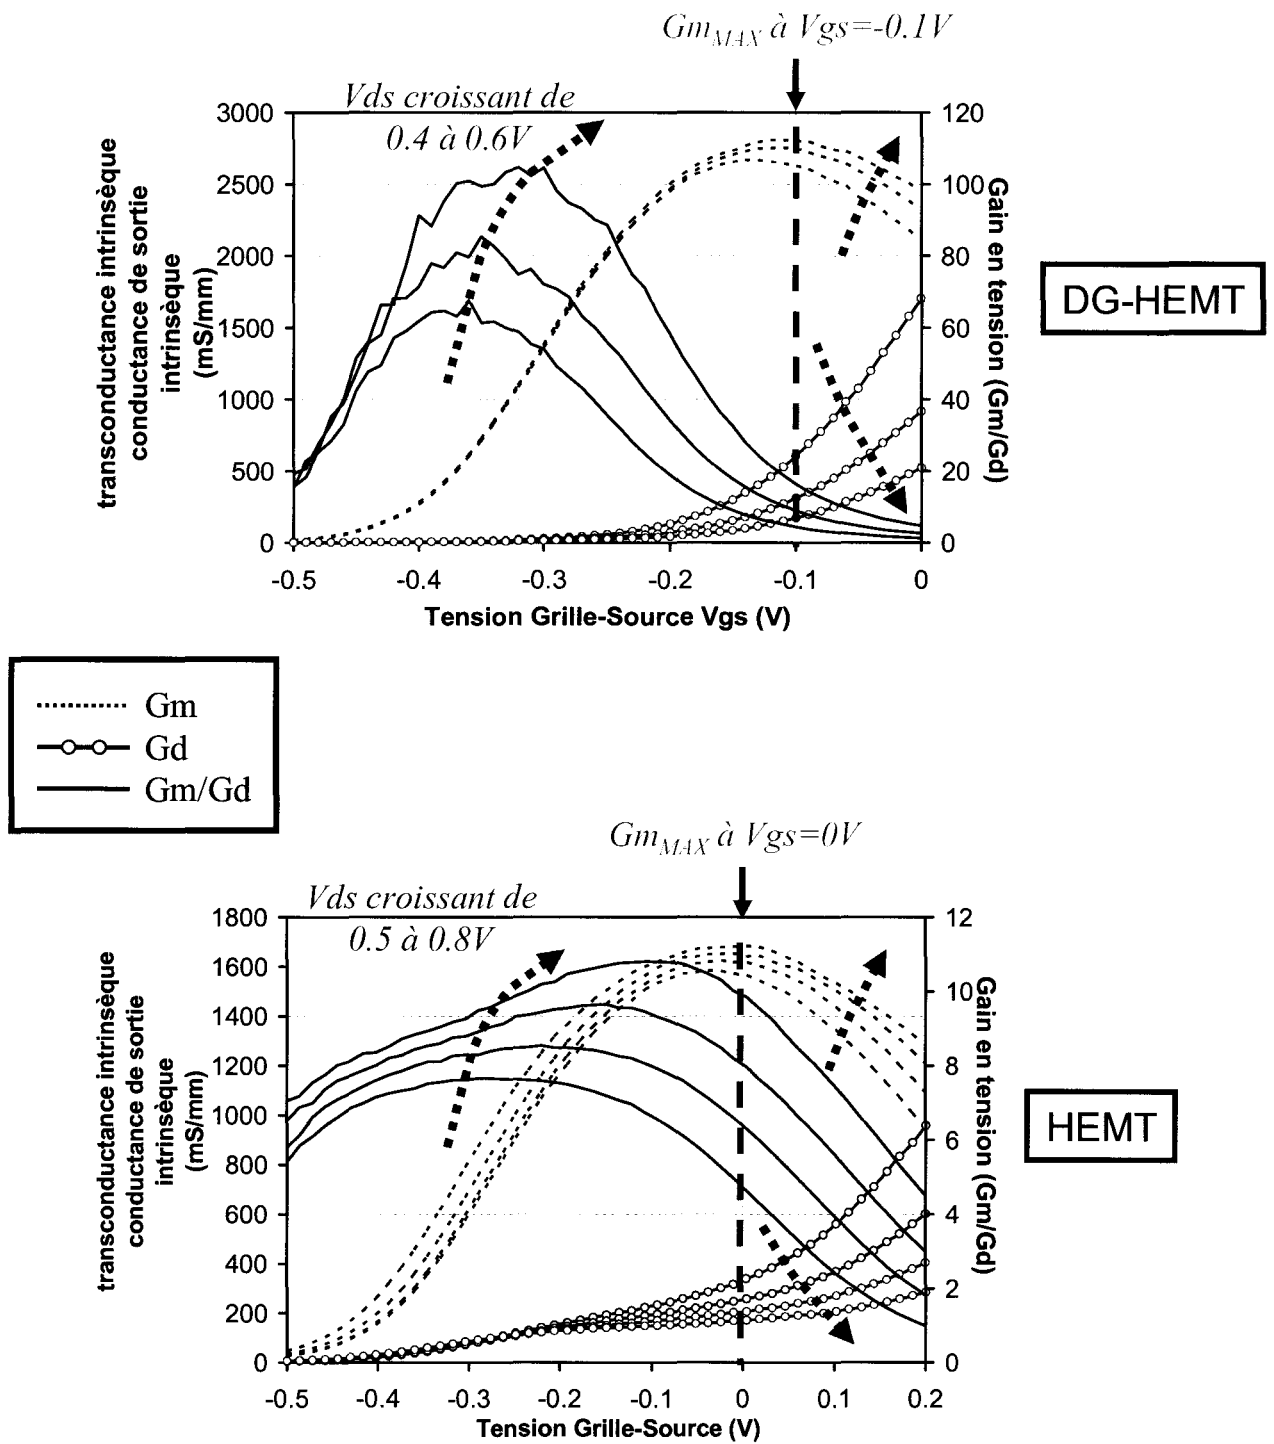 Gm_MAX à Vgs=-0.1V
Vds croissant de
0.4 à 0.6V
transconductance intrinsèque
conductance de sortie
intrinsèque
(mS/mm)
3000
2500
2000
1500
1000
500
0
120
100
80
60
40
20
0
Gain en tension (Gm/Gd)
-0.5 -0.4 -0.3 -0.2 -0.1 0
Tension Grille-Source Vgs (V)
DG-HEMT
Gm
Gd
Gm/Gd
Gm_MAX à Vgs=0V
Vds croissant de
0.5 à 0.8V
transconductance intrinsèque
conductance de sortie
intrinsèque
(mS/mm)
1800
1600
1400
1200
1000
800
600
400
200
0
12
10
8
6
4
2
0
Gain en tension (Gm/Gd)
-0.5 -0.4 -0.3 -0.2 -0.1 0 0.1 0.2
Tension Grille-Source (V)
HEMT